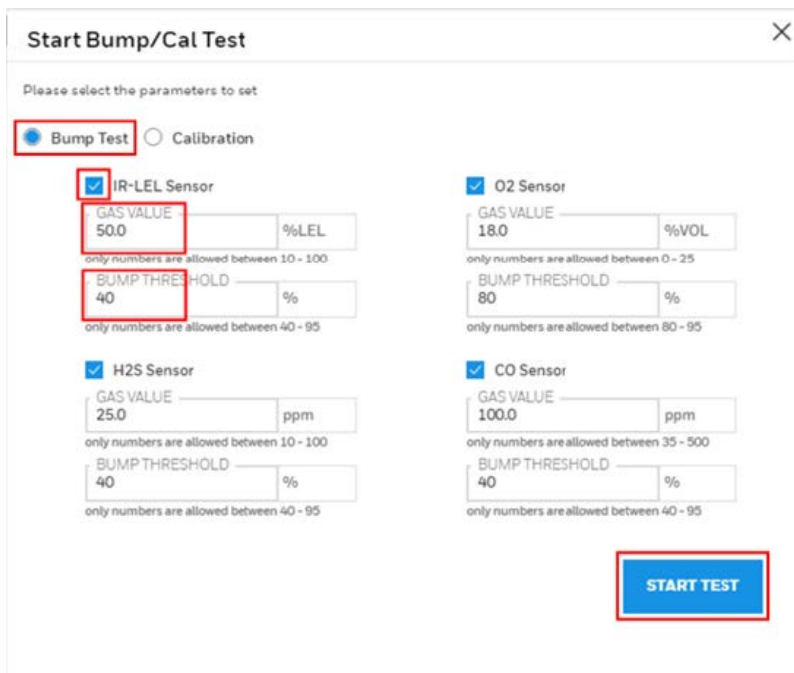 Start Bump/Cal Test
Please select the parameters to set
Bump Test Calibration
IR-LEL Sensor
GAS VALUE
50.0 %LEL
only numbers are allowed between 10 - 100
BUMP THRESHOLD
40 %
only numbers are allowed between 40 - 95
O2 Sensor
GAS VALUE
18.0 %VOL
only numbers are allowed between 0 - 25
BUMP THRESHOLD
80 %
only numbers are allowed between 80 - 95
H2S Sensor
GAS VALUE
25.0 ppm
only numbers are allowed between 10 - 100
BUMP THRESHOLD
40 %
only numbers are allowed between 40 - 95
CO Sensor
GAS VALUE
100.0 ppm
only numbers are allowed between 35 - 500
BUMP THRESHOLD
40 %
only numbers are allowed between 40 - 95
START TEST